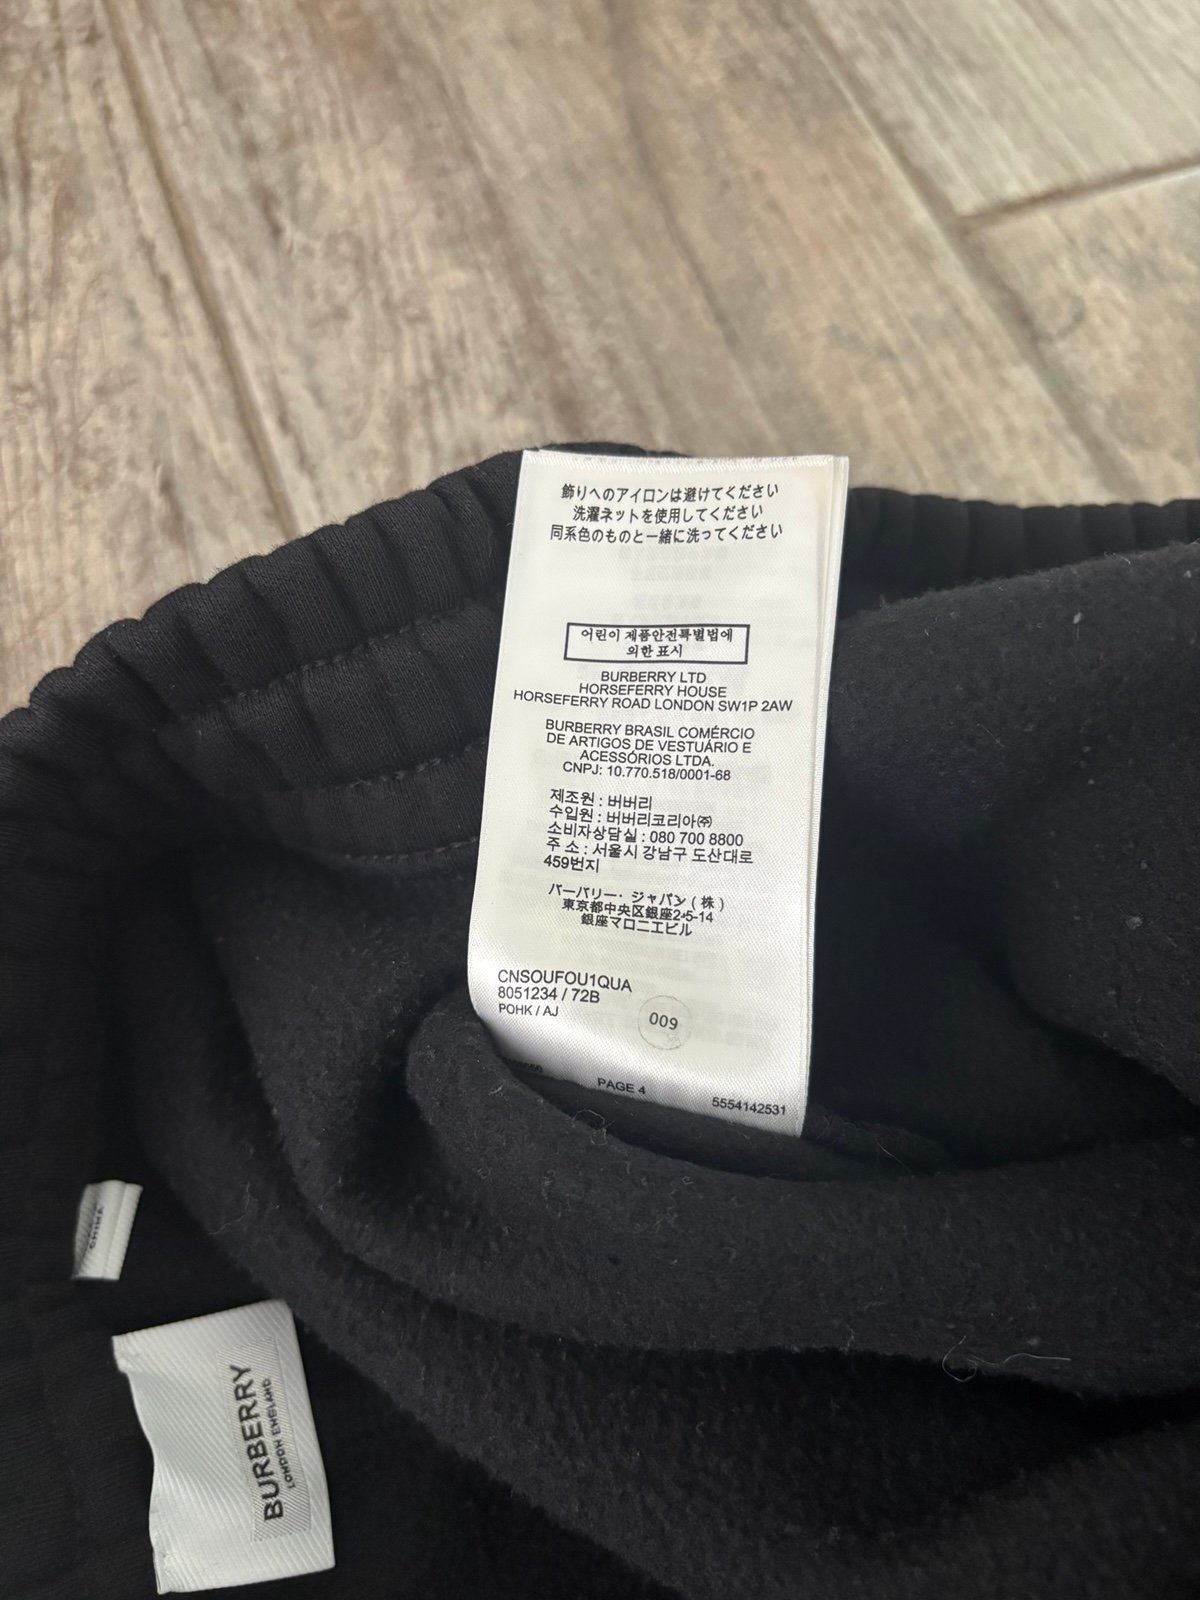 飾りへのアイロンは避けてください
洗濯ネットを使用してください
同系色のものと一緒に洗ってください
어린이 제품안전특별법에
의한 표시
BURBERRY LTD
HORSEFERRY HOUSE
HORSEFERRY ROAD LONDON SW1P 2AW
BURBERRY BRASIL COMÉRCIO
DE ARTIGOS DE VESTUÁRIO E
ACESSÓRIOS LTDA.
CNPJ: 10.770.518/0001-68
제조원 : 버버리
수입원 : 버버리코리아㈜
소비자상담실 : 080 700 8800
주 소 : 서울시 강남구 도산대로
459번지
バーバリー・ジャパン(株)
東京都中央区銀座2-5-14
銀座マロニエビル
CNSOUFOU1QUA
8051234 / 72B
POHK / AJ
009
PAGE 4
5554142531
CHINA
BURBERRY
LONDON ENGLAND